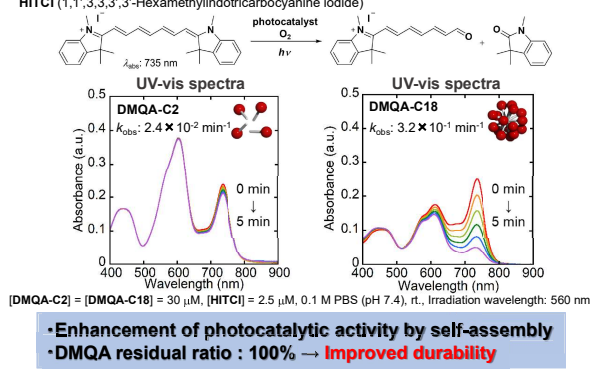 HITCI (1,1',3,3,3',3'-Hexamethylindotricarbocyanine iodide)
I⁻
N
+
N
λabs: 735 nm
photocatalyst
O₂
hν
I⁻
N
+
O
+
O
N
UV-vis spectra
UV-vis spectra
DMQA-C2
kobs: 2.4 × 10⁻² min⁻¹
0 min
↓
5 min
Absorbance (a.u.)
0.5
0.4
0.3
0.2
0.1
0
400 500 600 700 800 900
Wavelength (nm)
DMQA-C18
kobs: 3.2 × 10⁻¹ min⁻¹
0 min
↓
5 min
Absorbance (a.u.)
0.5
0.4
0.3
0.2
0.1
0
400 500 600 700 800 900
Wavelength (nm)
[DMQA-C2] = [DMQA-C18] = 30 μM, [HITCI] = 2.5 μM, 0.1 M PBS (pH 7.4), rt., Irradiation wavelength: 560 nm
・Enhancement of photocatalytic activity by self-assembly
・DMQA residual ratio : 100% → Improved durability